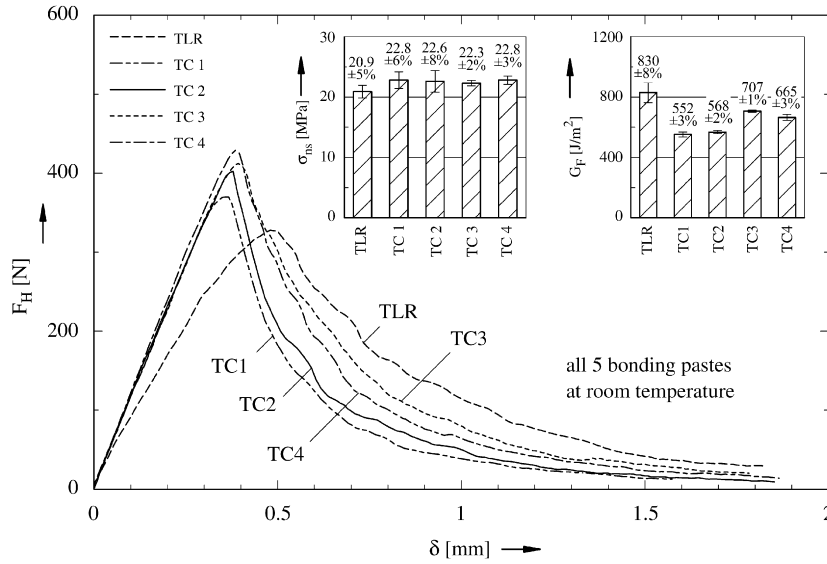 TLR
TC 1
TC 2
TC 3
TC 4
600
400
200
0
F_H [N]
0
0.5
1
1.5
2
δ [mm]
TC1
TC2
TC4
TLR
TC3
all 5 bonding pastes
at room temperature
30
20
10
0
σ_ns [MPa]
20.9 ±5%
22.8 ±6%
22.6 ±8%
22.3 ±2%
22.8 ±3%
TLR
TC 1
TC 2
TC 3
TC 4
1200
800
400
0
G_F [J/m²]
830 ±8%
552 ±3%
568 ±2%
707 ±1%
665 ±3%
TLR
TC1
TC2
TC3
TC4